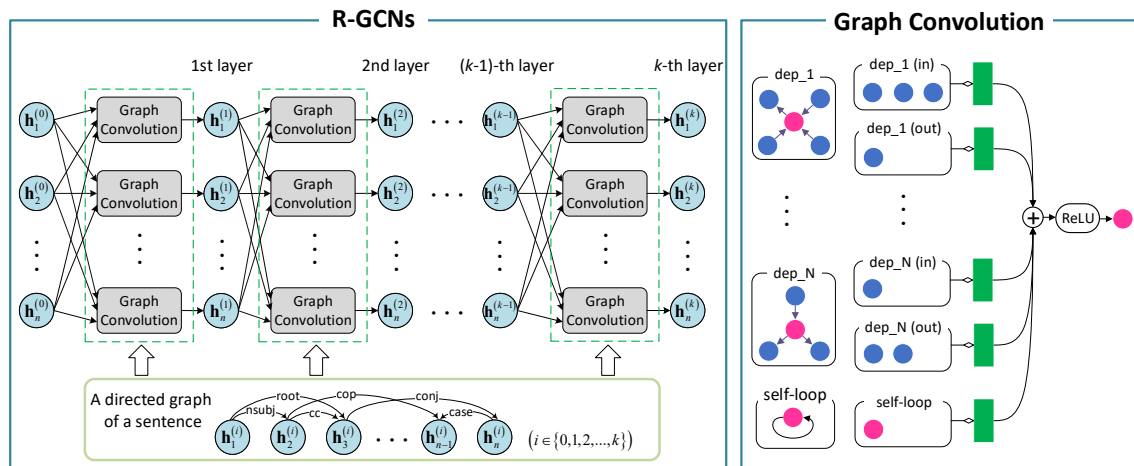 R-GCNs
1st layer
2nd layer
(k-1)-th layer
k-th layer
h₁⁽⁰⁾
Graph
Convolution
h₁⁽¹⁾
Graph
Convolution
h₁⁽²⁾
. . .
h₁⁽ᵏ⁻¹⁾
Graph
Convolution
h₁⁽ᵏ⁾
h₂⁽⁰⁾
Graph
Convolution
h₂⁽¹⁾
Graph
Convolution
h₂⁽²⁾
. . .
h₂⁽ᵏ⁻¹⁾
Graph
Convolution
h₂⁽ᵏ⁾
hₙ⁽⁰⁾
Graph
Convolution
hₙ⁽¹⁾
Graph
Convolution
hₙ⁽²⁾
. . .
hₙ⁽ᵏ⁻¹⁾
Graph
Convolution
hₙ⁽ᵏ⁾
A directed graph
of a sentence
root
cop
conj
nsubj
cc
case
h₁⁽ⁱ⁾
h₂⁽ⁱ⁾
h₃⁽ⁱ⁾
. . .
hₙ₋₁⁽ⁱ⁾
hₙ⁽ⁱ⁾
(i∈{0,1,2,...,k})
Graph Convolution
dep_1
dep_1 (in)
dep_1 (out)
+
ReLU
dep_N
dep_N (in)
dep_N (out)
self-loop
self-loop